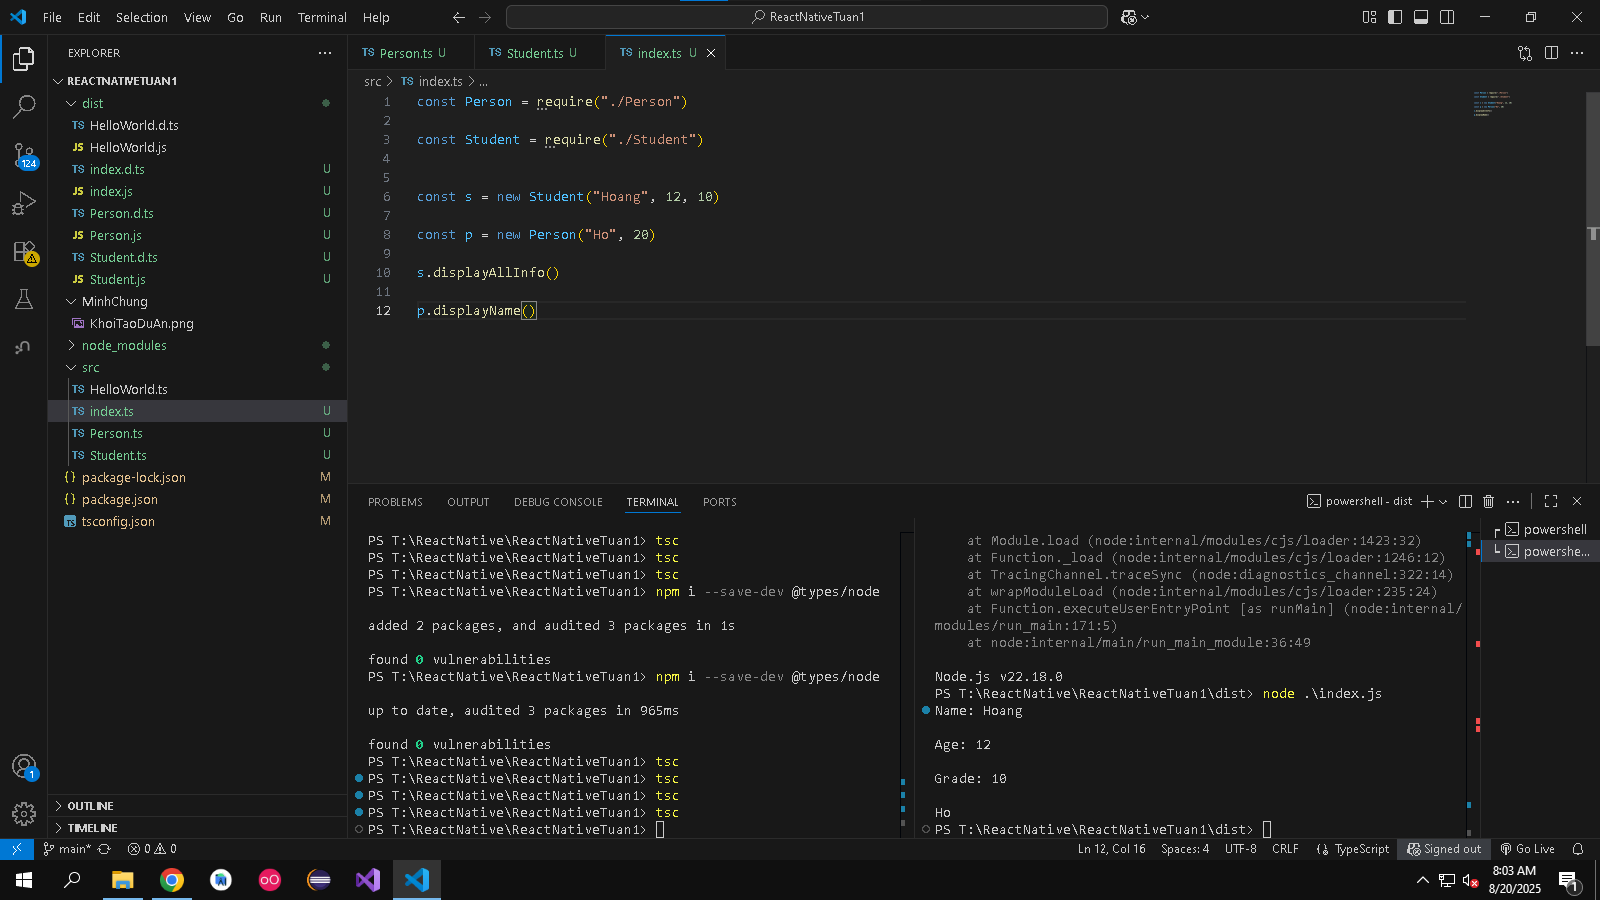 File Edit Selection View Go Run Terminal Help
ReactNativeTuan1
EXPLORER
REACTNATIVETUAN1
dist
TS HelloWorld.d.ts
JS HelloWorld.js
TS index.d.ts U
JS index.js U
TS Person.d.ts U
JS Person.js U
TS Student.d.ts U
JS Student.js U
MinhChung
KhoiTaoDuAn.png
node_modules
src
TS HelloWorld.ts
TS index.ts U
TS Person.ts U
TS Student.ts U
{} package-lock.json M
{} package.json M
TS tsconfig.json M
OUTLINE
TIMELINE
124
1
TS Person.ts U TS Student.ts U TS index.ts U
src > TS index.ts > ...
1 const Person = require("./Person")
2
3 const Student = require("./Student")
4
5
6 const s = new Student("Hoang", 12, 10)
7
8 const p = new Person("Ho", 20)
9
10 s.displayAllInfo()
11
12 p.displayName()
PROBLEMS OUTPUT DEBUG CONSOLE TERMINAL PORTS
powershell - dist
PS T:\ReactNative\ReactNativeTuan1> tsc
PS T:\ReactNative\ReactNativeTuan1> tsc
PS T:\ReactNative\ReactNativeTuan1> tsc
PS T:\ReactNative\ReactNativeTuan1> npm i --save-dev @types/node
added 2 packages, and audited 3 packages in 1s
found 0 vulnerabilities
PS T:\ReactNative\ReactNativeTuan1> npm i --save-dev @types/node
up to date, audited 3 packages in 965ms
found 0 vulnerabilities
PS T:\ReactNative\ReactNativeTuan1> tsc
PS T:\ReactNative\ReactNativeTuan1> tsc
PS T:\ReactNative\ReactNativeTuan1> tsc
PS T:\ReactNative\ReactNativeTuan1> tsc
PS T:\ReactNative\ReactNativeTuan1>
at Module.load (node:internal/modules/cjs/loader:1423:32)
at Function._load (node:internal/modules/cjs/loader:1246:12)
at TracingChannel.traceSync (node:diagnostics_channel:322:14)
at wrapModuleLoad (node:internal/modules/cjs/loader:235:24)
at Function.executeUserEntryPoint [as runMain] (node:internal/
modules/run_main:171:5)
at node:internal/main/run_main_module:36:49
Node.js v22.18.0
PS T:\ReactNative\ReactNativeTuan1\dist> node .\index.js
Name: Hoang
Age: 12
Grade: 10
Ho
PS T:\ReactNative\ReactNativeTuan1\dist>
powershell
powershe...
main* 0 0
Ln 12, Col 16 Spaces: 4 UTF-8 CRLF {} TypeScript Signed out Go Live
8:03 AM
8/20/2025
1